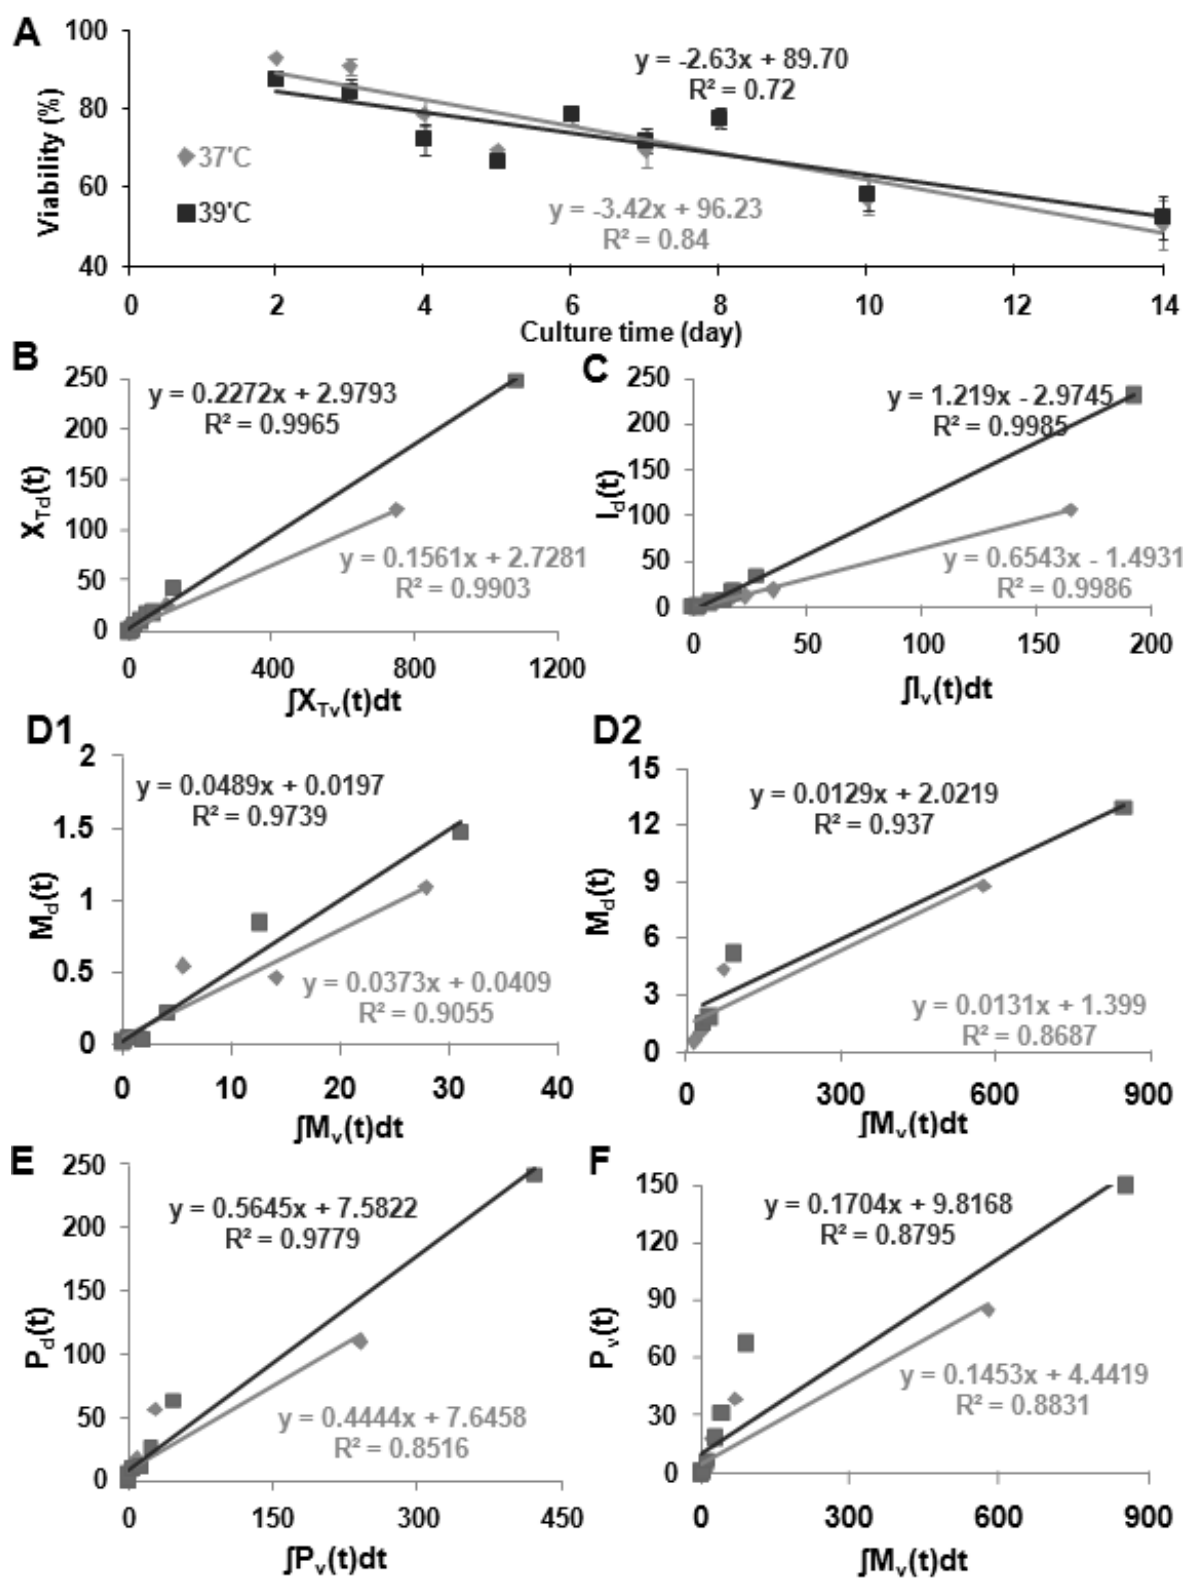 A
100
80
60
40
Viability (%)
y = -2.63x + 89.70
R² = 0.72
37'C
39'C
y = -3.42x + 96.23
R² = 0.84
0 2 4 6 8 10 12 14
Culture time (day)
B
250
200
150
100
50
0
X_Td(t)
y = 0.2272x + 2.9793
R² = 0.9965
y = 0.1561x + 2.7281
R² = 0.9903
0 400 800 1200
∫X_Tv(t)dt
C
250
200
150
100
50
0
I_d(t)
y = 1.219x - 2.9745
R² = 0.9985
y = 0.6543x - 1.4931
R² = 0.9986
0 50 100 150 200
∫I_v(t)dt
D1
2
1.5
1
0.5
0
M_d(t)
y = 0.0489x + 0.0197
R² = 0.9739
y = 0.0373x + 0.0409
R² = 0.9055
0 10 20 30 40
∫M_v(t)dt
D2
15
12
9
6
3
0
M_d(t)
y = 0.0129x + 2.0219
R² = 0.937
y = 0.0131x + 1.399
R² = 0.8687
0 300 600 900
∫M_v(t)dt
E
250
200
150
100
50
0
P_d(t)
y = 0.5645x + 7.5822
R² = 0.9779
y = 0.4444x + 7.6458
R² = 0.8516
0 150 300 450
∫P_v(t)dt
F
150
120
90
60
30
0
P_v(t)
y = 0.1704x + 9.8168
R² = 0.8795
y = 0.1453x + 4.4419
R² = 0.8831
0 300 600 900
∫M_v(t)dt